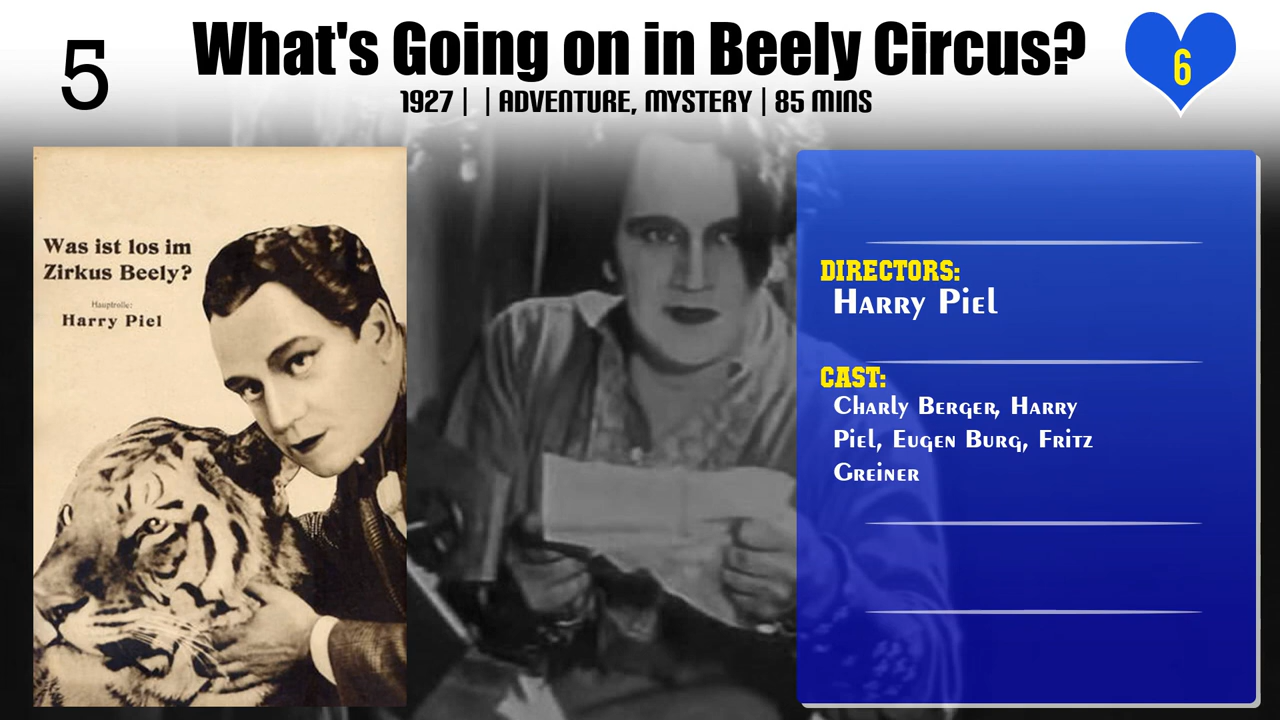 5
What's Going on in Beely Circus?
6
1927 | | ADVENTURE, MYSTERY | 85 MINS
Was ist los im
Zirkus Beely?
Hauptrolle:
Harry Piel
DIRECTORS:
Harry Piel
CAST:
Charly Berger, Harry
Piel, Eugen Burg, Fritz
Greiner